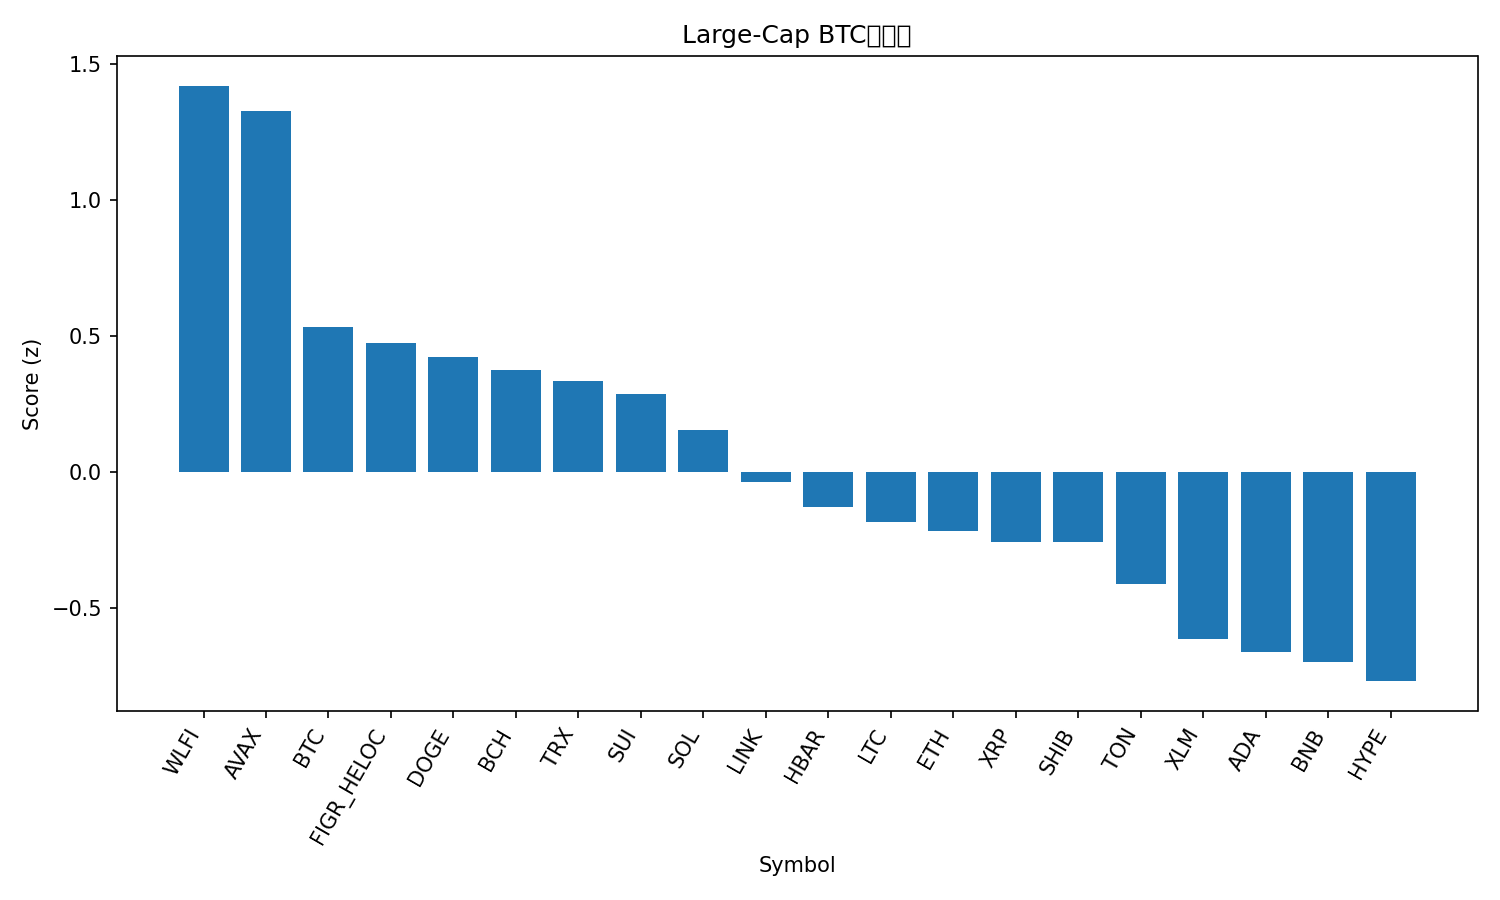 Large-Cap BTC
1.5
1.0
0.5
0.0
−0.5
Score (z)
WLFI
AVAX
BTC
FIGR_HELOC
DOGE
BCH
TRX
SUI
SOL
LINK
HBAR
LTC
ETH
XRP
SHIB
TON
XLM
ADA
BNB
HYPE
Symbol